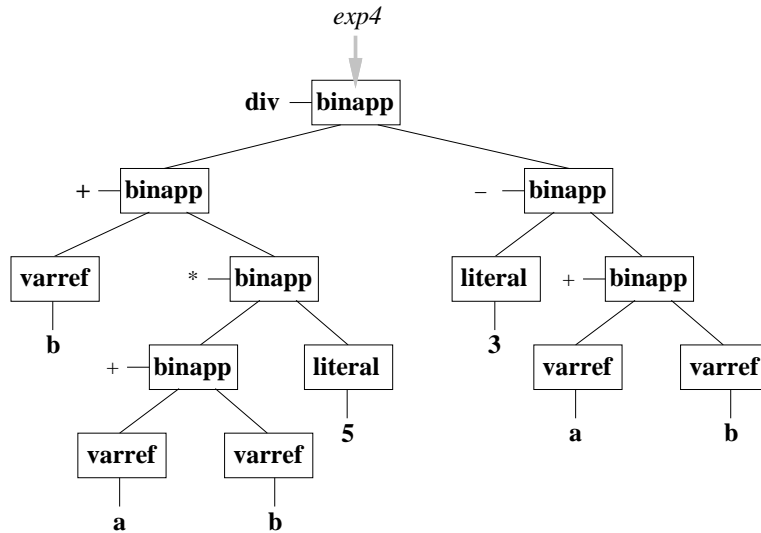 exp4
div binapp
+ binapp – binapp
varref * binapp literal + binapp
b + binapp literal 3 varref varref
varref varref 5 a b
a b